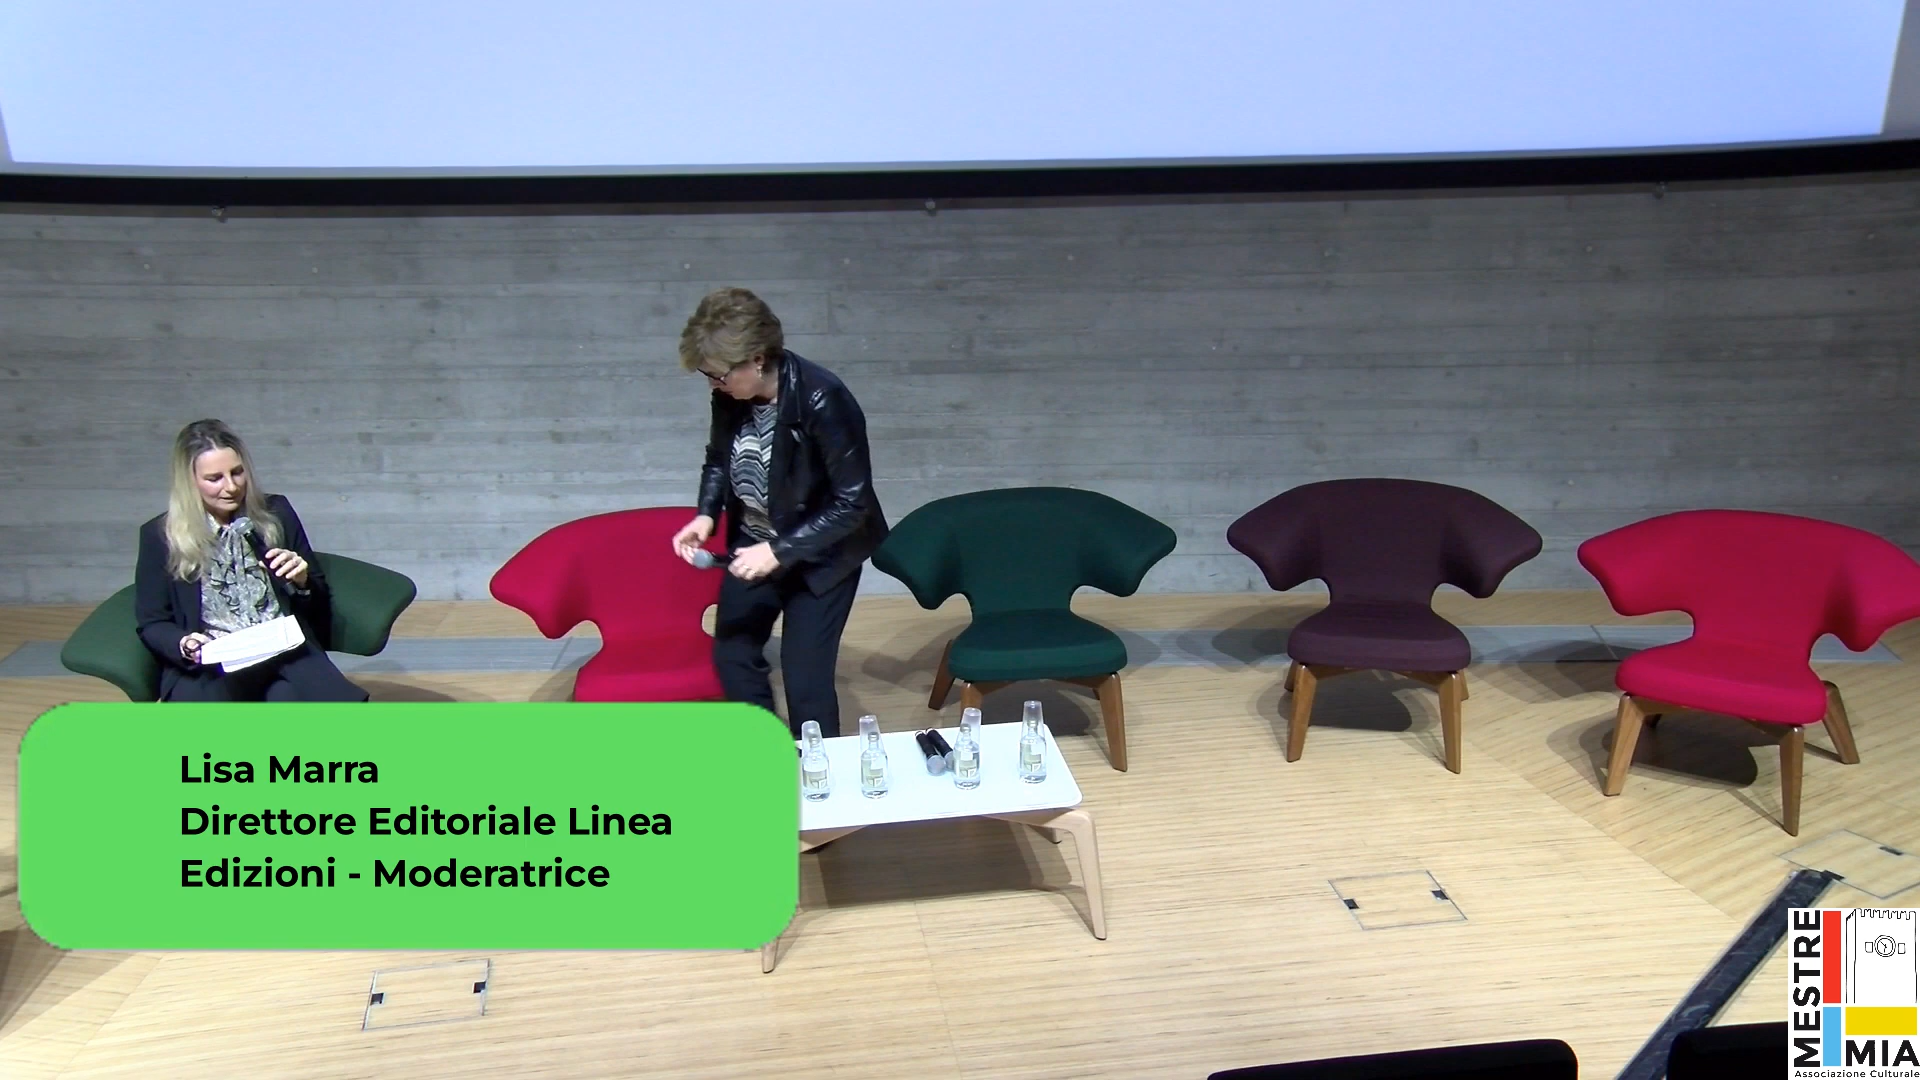 Lisa Marra
Direttore Editoriale Linea
Edizioni - Moderatrice
MESTRE
MIA
Associazione Culturale